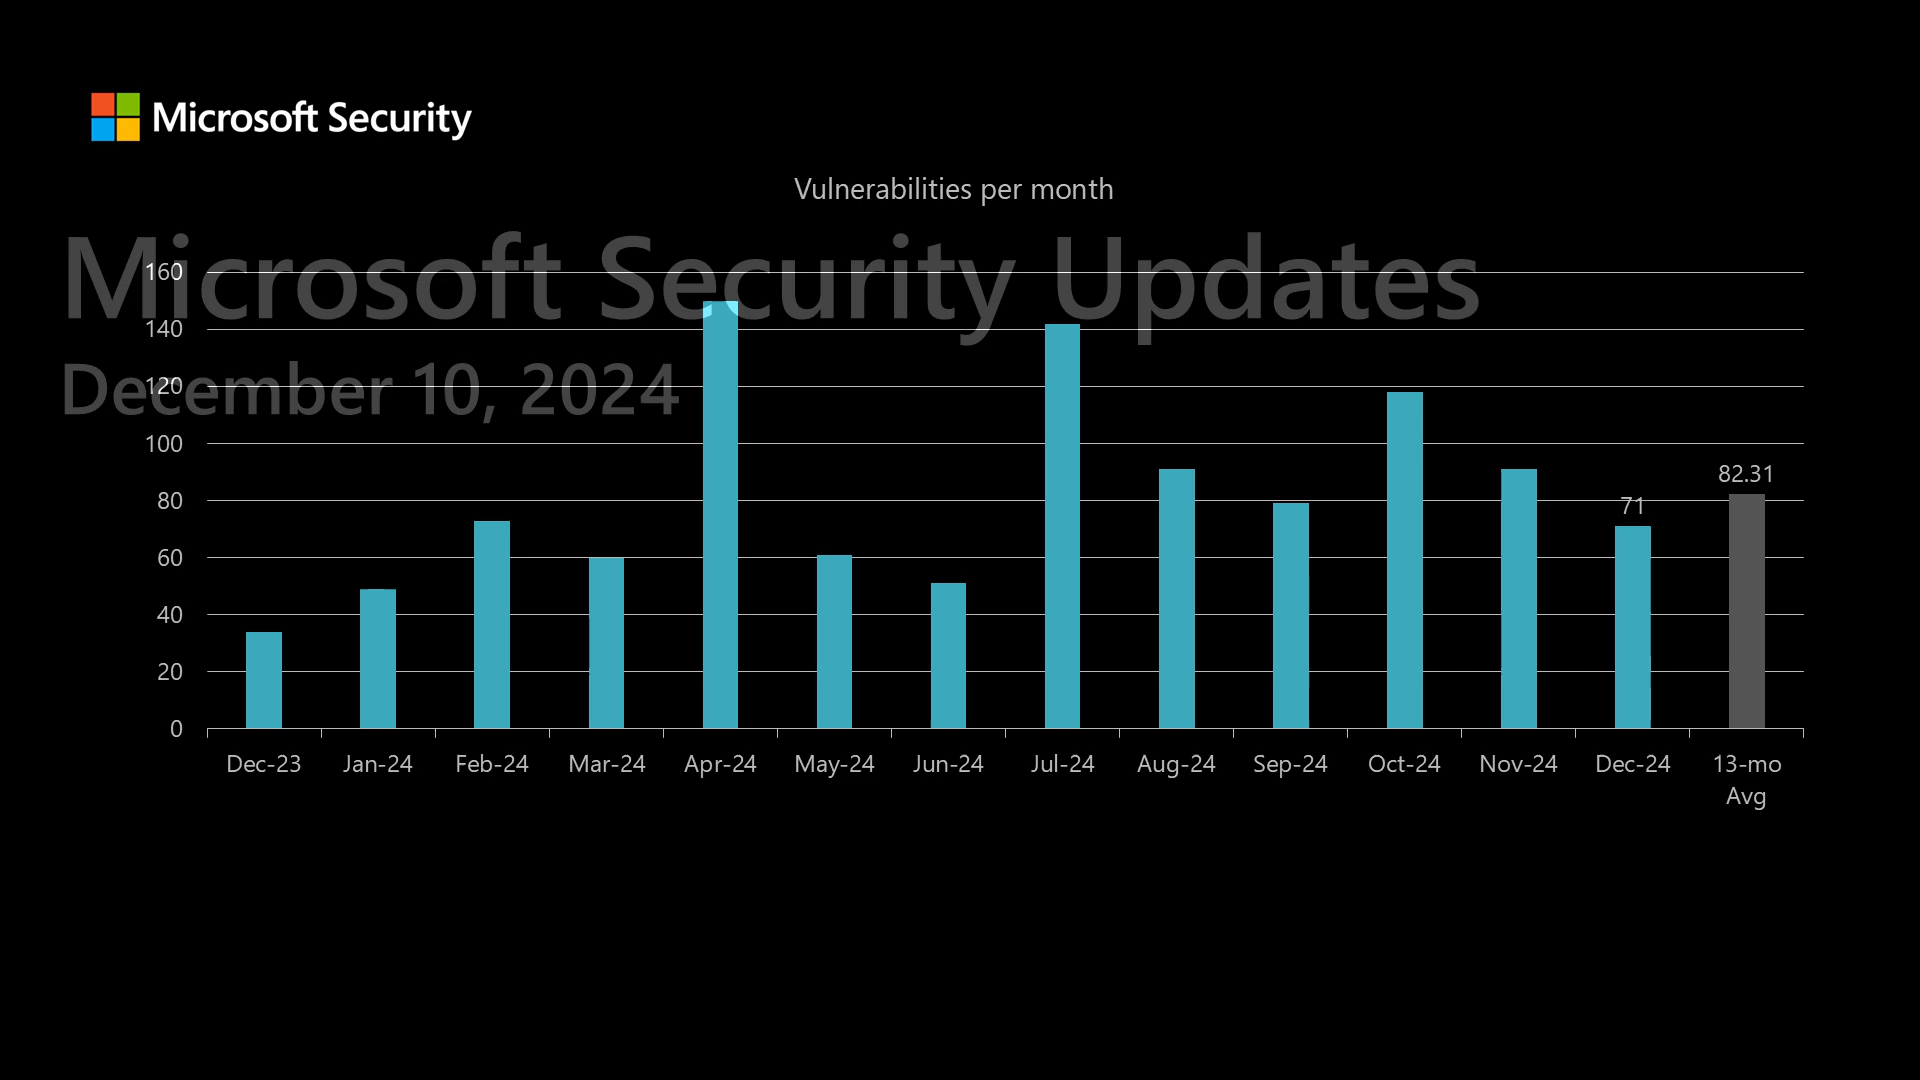 Microsoft Security
Vulnerabilities per month
Microsoft Security Updates
December 10, 2024
160
140
120
100
80
60
40
20
0
82.31
71
Dec-23 Jan-24 Feb-24 Mar-24 Apr-24 May-24 Jun-24 Jul-24 Aug-24 Sep-24 Oct-24 Nov-24 Dec-24 13-mo
Avg